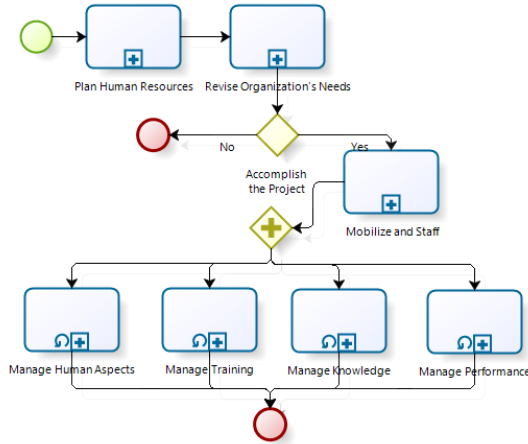 Plan Human Resources
Revise Organization's Needs
No
Yes
Accomplish
the Project
Mobilize and Staff
Manage Human Aspects
Manage Training
Manage Knowledge
Manage Performance